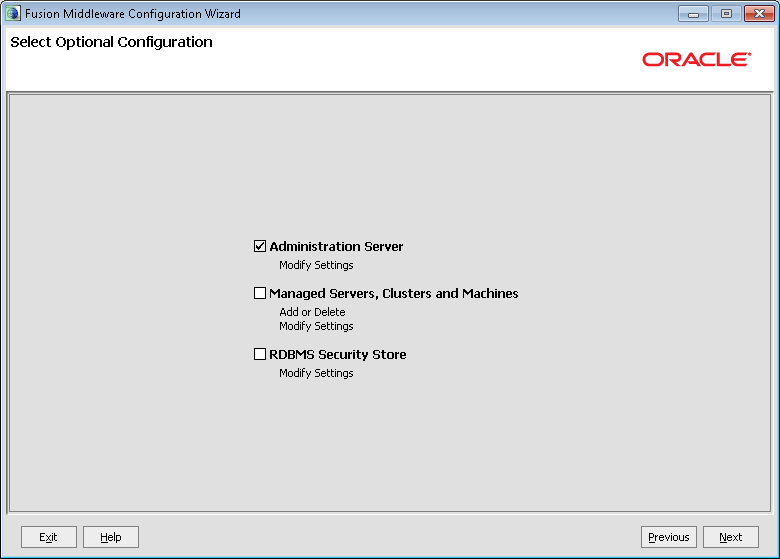 Fusion Middleware Configuration Wizard
Select Optional Configuration
ORACLE
Administration Server
Modify Settings
Managed Servers, Clusters and Machines
Add or Delete
Modify Settings
RDBMS Security Store
Modify Settings
Exit Help Previous Next